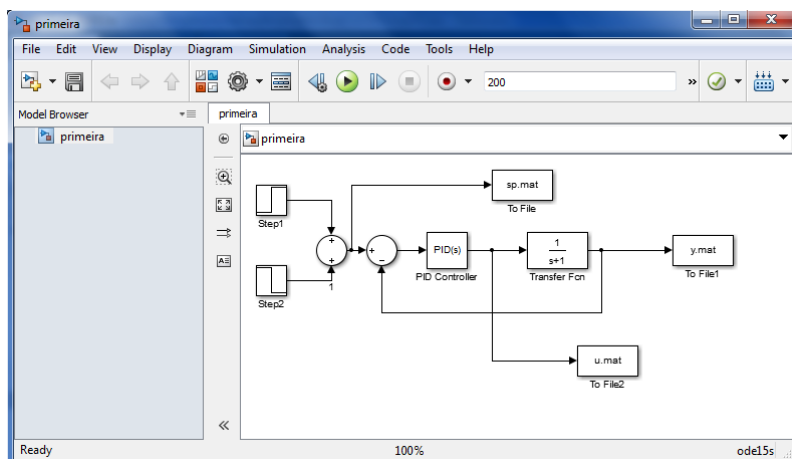 primeira
File Edit View Display Diagram Simulation Analysis Code Tools Help
200
»
Model Browser
primeira
primeira
primeira
sp.mat
To File
Step1
+
+
+
−
PID(s)
PID Controller
1
s+1
Transfer Fcn
y.mat
To File1
Step2
1
u.mat
To File2
Ready 100% ode15s